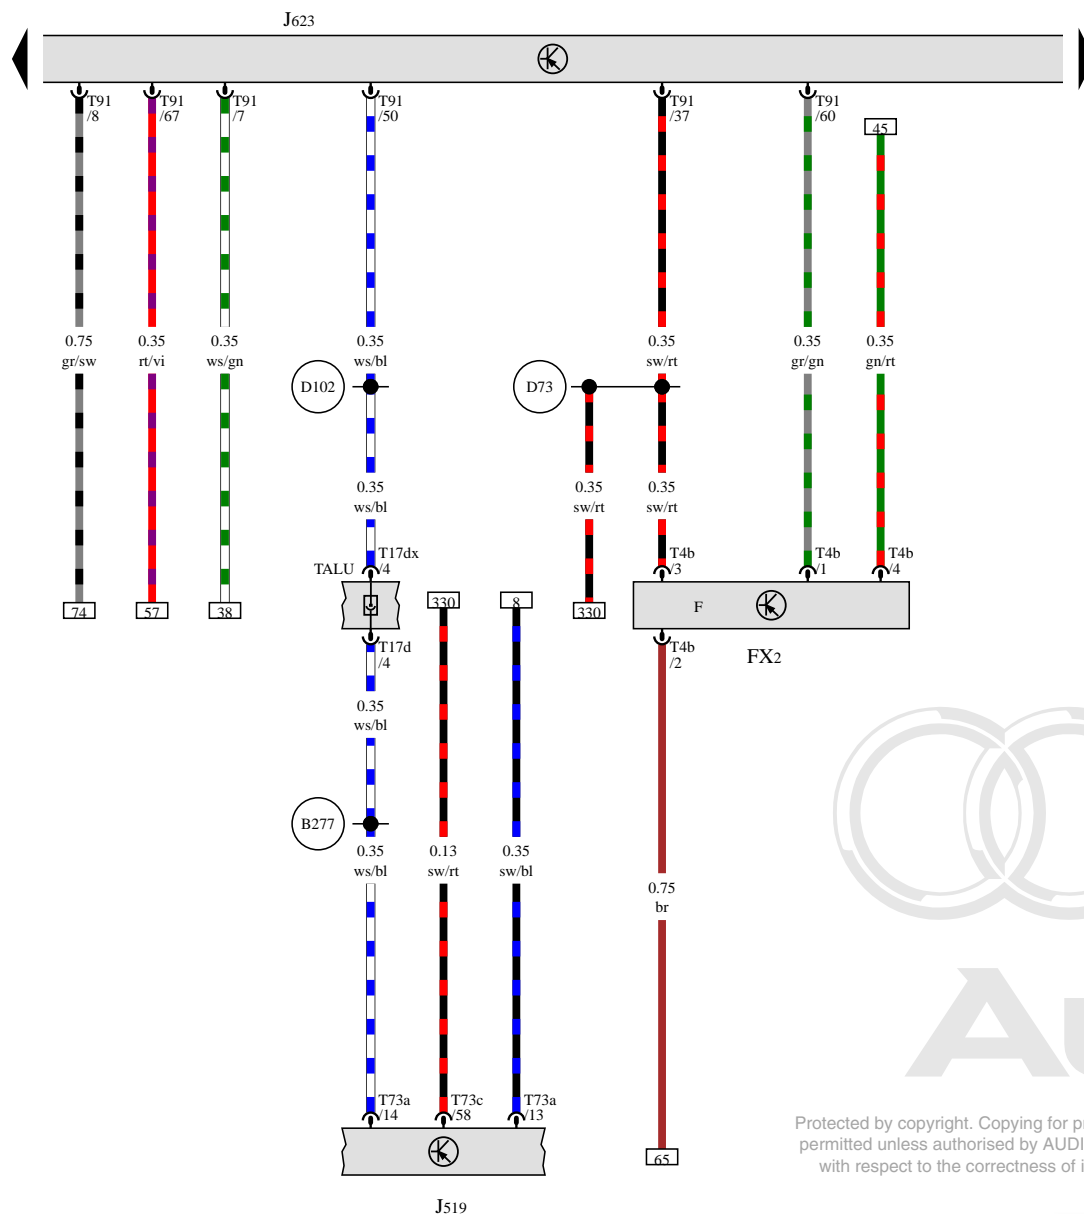 J623
T91 /8
T91 /67
T91 /7
T91 /50
T91 /37
T91 /60
45
0.75 gr/sw
0.35 rt/vi
0.35 ws/gn
0.35 ws/bl
0.35 sw/rt
0.35 gr/gn
0.35 gn/rt
D102
D73
0.35 ws/bl
0.35 sw/rt
0.35 sw/rt
T17dx /4
T4b /3
T4b /1
T4b /4
TALU
74
57
38
330
8
330
F
T17d /4
T4b /2
FX2
0.35 ws/bl
B277
0.35 ws/bl
0.13 sw/rt
0.35 sw/bl
0.75 br
Au
T73a /14
T73c /58
T73a /13
Protected by copyright. Copying for
permitted unless authorised by AUDI
with respect to the correctness of
65
J519